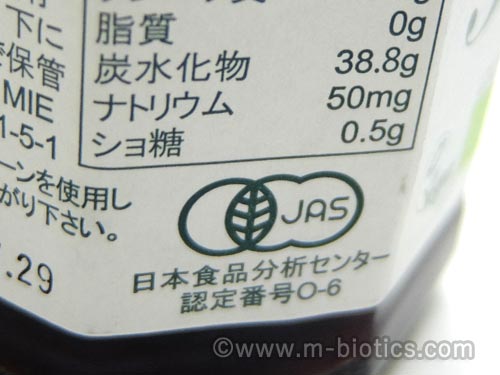 下に
保管
MIE
1-5-1
ーンを使用し
がり下さい。
.29
脂質 0g
炭水化物 38.8g
ナトリウム 50mg
ショ糖 0.5g
JAS
日本食品分析センター
認定番号O-6
©www.m-biotics.com